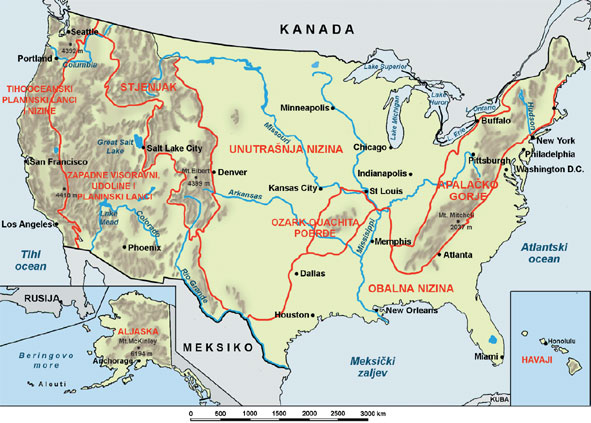 KANADA
Seattle
4392 m
Portland
Columbia
TIHOOCEANSKI
PLANINSKI LANCI
I NIZINE
STJENJAK
Lake Superior
Lake Michigan
Lake Huron
Ontario
Erie
Hudson
Minneapolis
Missouri
Buffalo
Chicago
New York
Great Salt
Lake
Salt Lake City
UNUTRAŠNJA NIZINA
Pittsburgh
Philadelphia
Washington D.C.
San Francisco
ZAPADNE VISORAVNI,
UDOLINE I
PLANINSKI LANCI
Mt. Elbert
4399 m
Denver
Indianapolis
Kansas City
St Louis
APALAČKO
GORJE
4418 m
Arkansas
Mt. Mitchell
2037 m
Los Angeles
Lake
Mead
Colorado
OZARK OUACHITA
POBRĐE
Missisippi
Memphis
Phoenix
Atlanta
Tihi
ocean
Atlantski
ocean
Rio Grande
Dallas
OBALNA NIZINA
Houston
New Orleans
RUSIJA
ALJASKA
Mt.McKinley
6194 m
Anchorage
Beringovo
more
Aleuti
MEKSIKO
Meksički
zaljev
Miami
KUBA
Honolulu
HAVAJI
0 500 1000 1500 2000 2500 3000 km